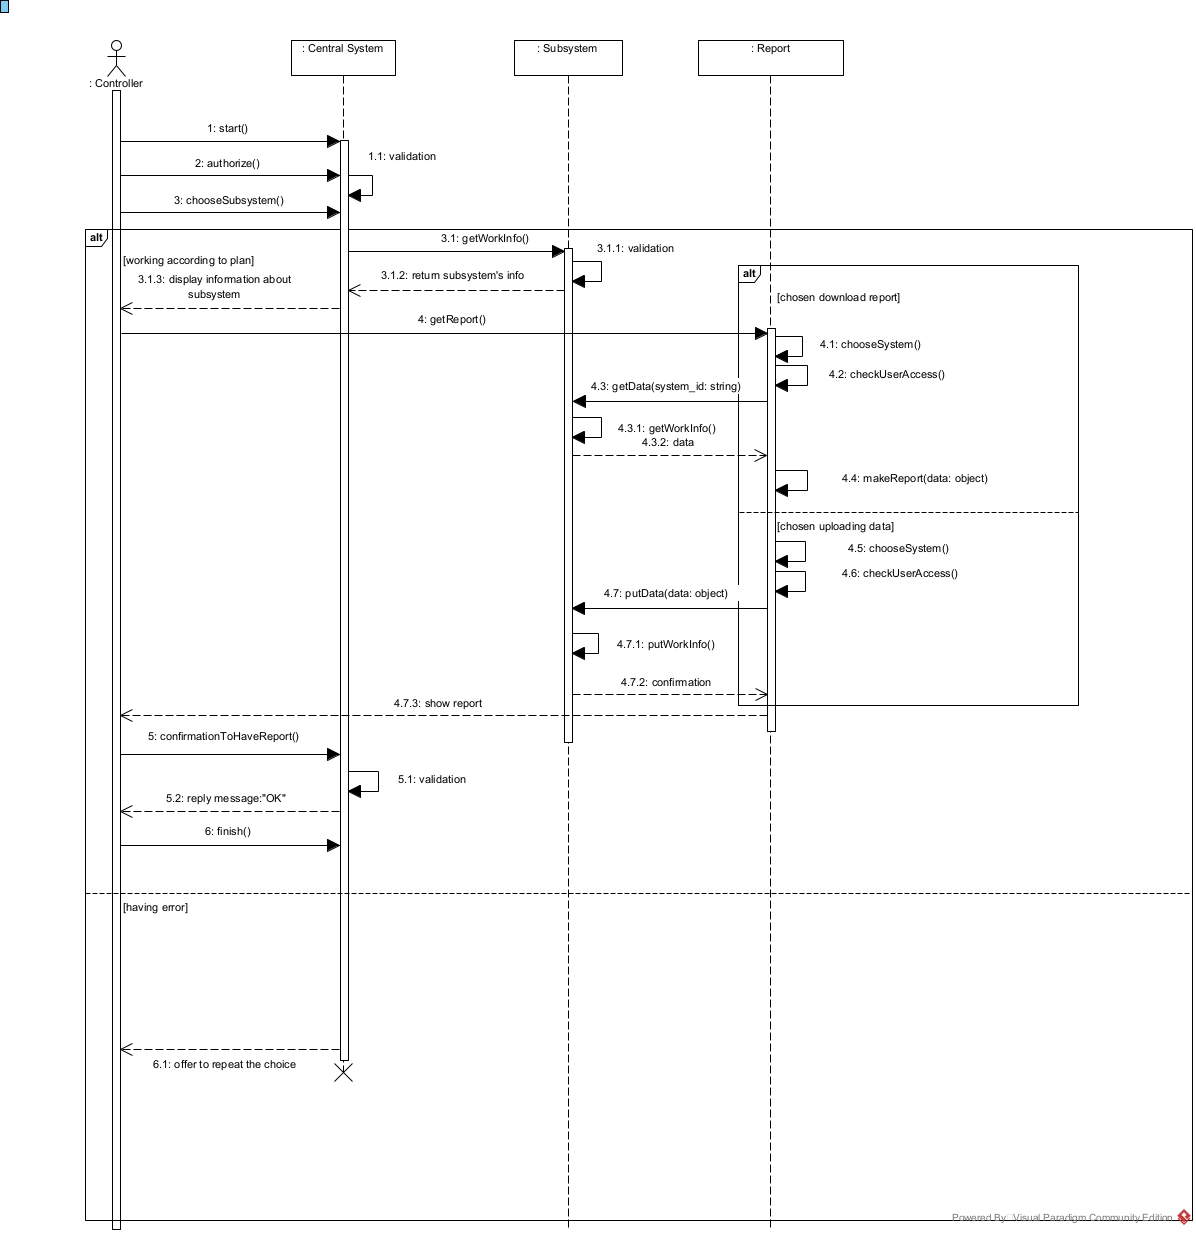 : Controller
: Central System
: Subsystem
: Report
1: start()
1.1: validation
2: authorize()
3: chooseSubsystem()
alt
3.1: getWorkInfo()
3.1.1: validation
[working according to plan]
3.1.2: return subsystem's info
3.1.3: display information about
subsystem
alt
[chosen download report]
4: getReport()
4.1: chooseSystem()
4.2: checkUserAccess()
4.3: getData(system_id: string)
4.3.1: getWorkInfo()
4.3.2: data
4.4: makeReport(data: object)
[chosen uploading data]
4.5: chooseSystem()
4.6: checkUserAccess()
4.7: putData(data: object)
4.7.1: putWorkInfo()
4.7.2: confirmation
4.7.3: show report
5: confirmationToHaveReport()
5.1: validation
5.2: reply message:"OK"
6: finish()
[having error]
6.1: offer to repeat the choice
Powered By Visual Paradigm Community Edition